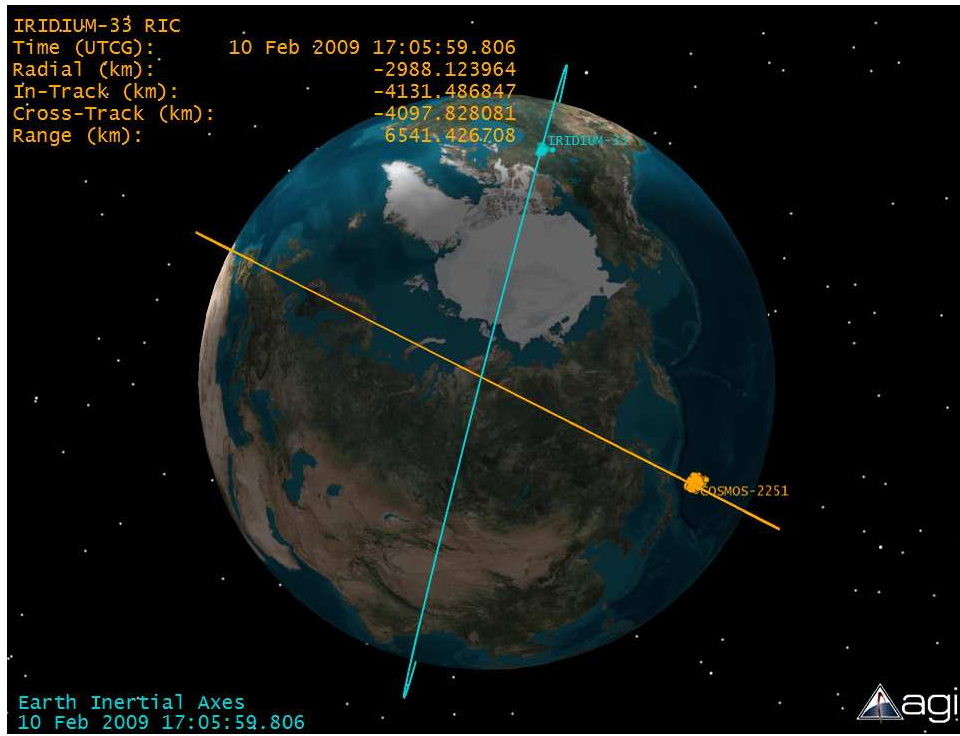 IRIDIUM-33 RIC
Time (UTCG): 10 Feb 2009 17:05:59.806
Radial (km): -2988.123964
In-Track (km): -4131.486847
Cross-Track (km): -4097.828081
Range (km): 6541.426708
IRIDIUM-33
COSMOS-2251
Earth Inertial Axes
10 Feb 2009 17:05:59.806
agi